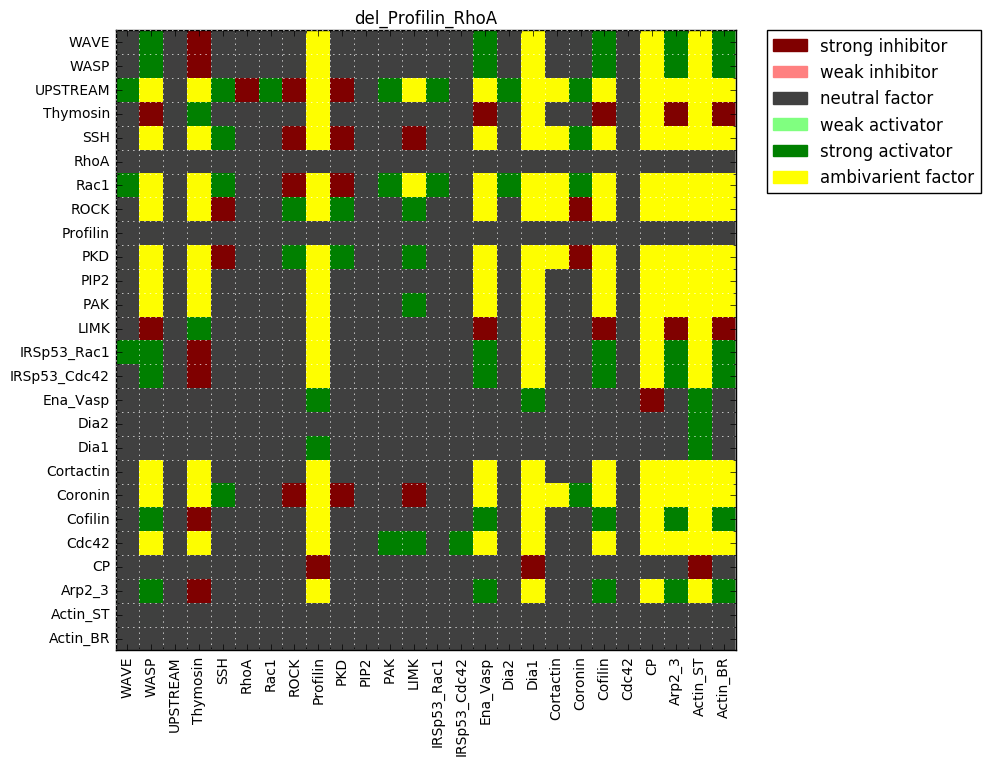 del_Profilin_RhoA
WAVE
WASP
UPSTREAM
Thymosin
SSH
RhoA
Rac1
ROCK
Profilin
PKD
PIP2
PAK
LIMK
IRSp53_Rac1
IRSp53_Cdc42
Ena_Vasp
Dia2
Dia1
Cortactin
Coronin
Cofilin
Cdc42
CP
Arp2_3
Actin_ST
Actin_BR
WAVE
WASP
UPSTREAM
Thymosin
SSH
RhoA
Rac1
ROCK
Profilin
PKD
PIP2
PAK
LIMK
IRSp53_Rac1
IRSp53_Cdc42
Ena_Vasp
Dia2
Dia1
Cortactin
Coronin
Cofilin
Cdc42
CP
Arp2_3
Actin_ST
Actin_BR
strong inhibitor
weak inhibitor
neutral factor
weak activator
strong activator
ambivarient factor